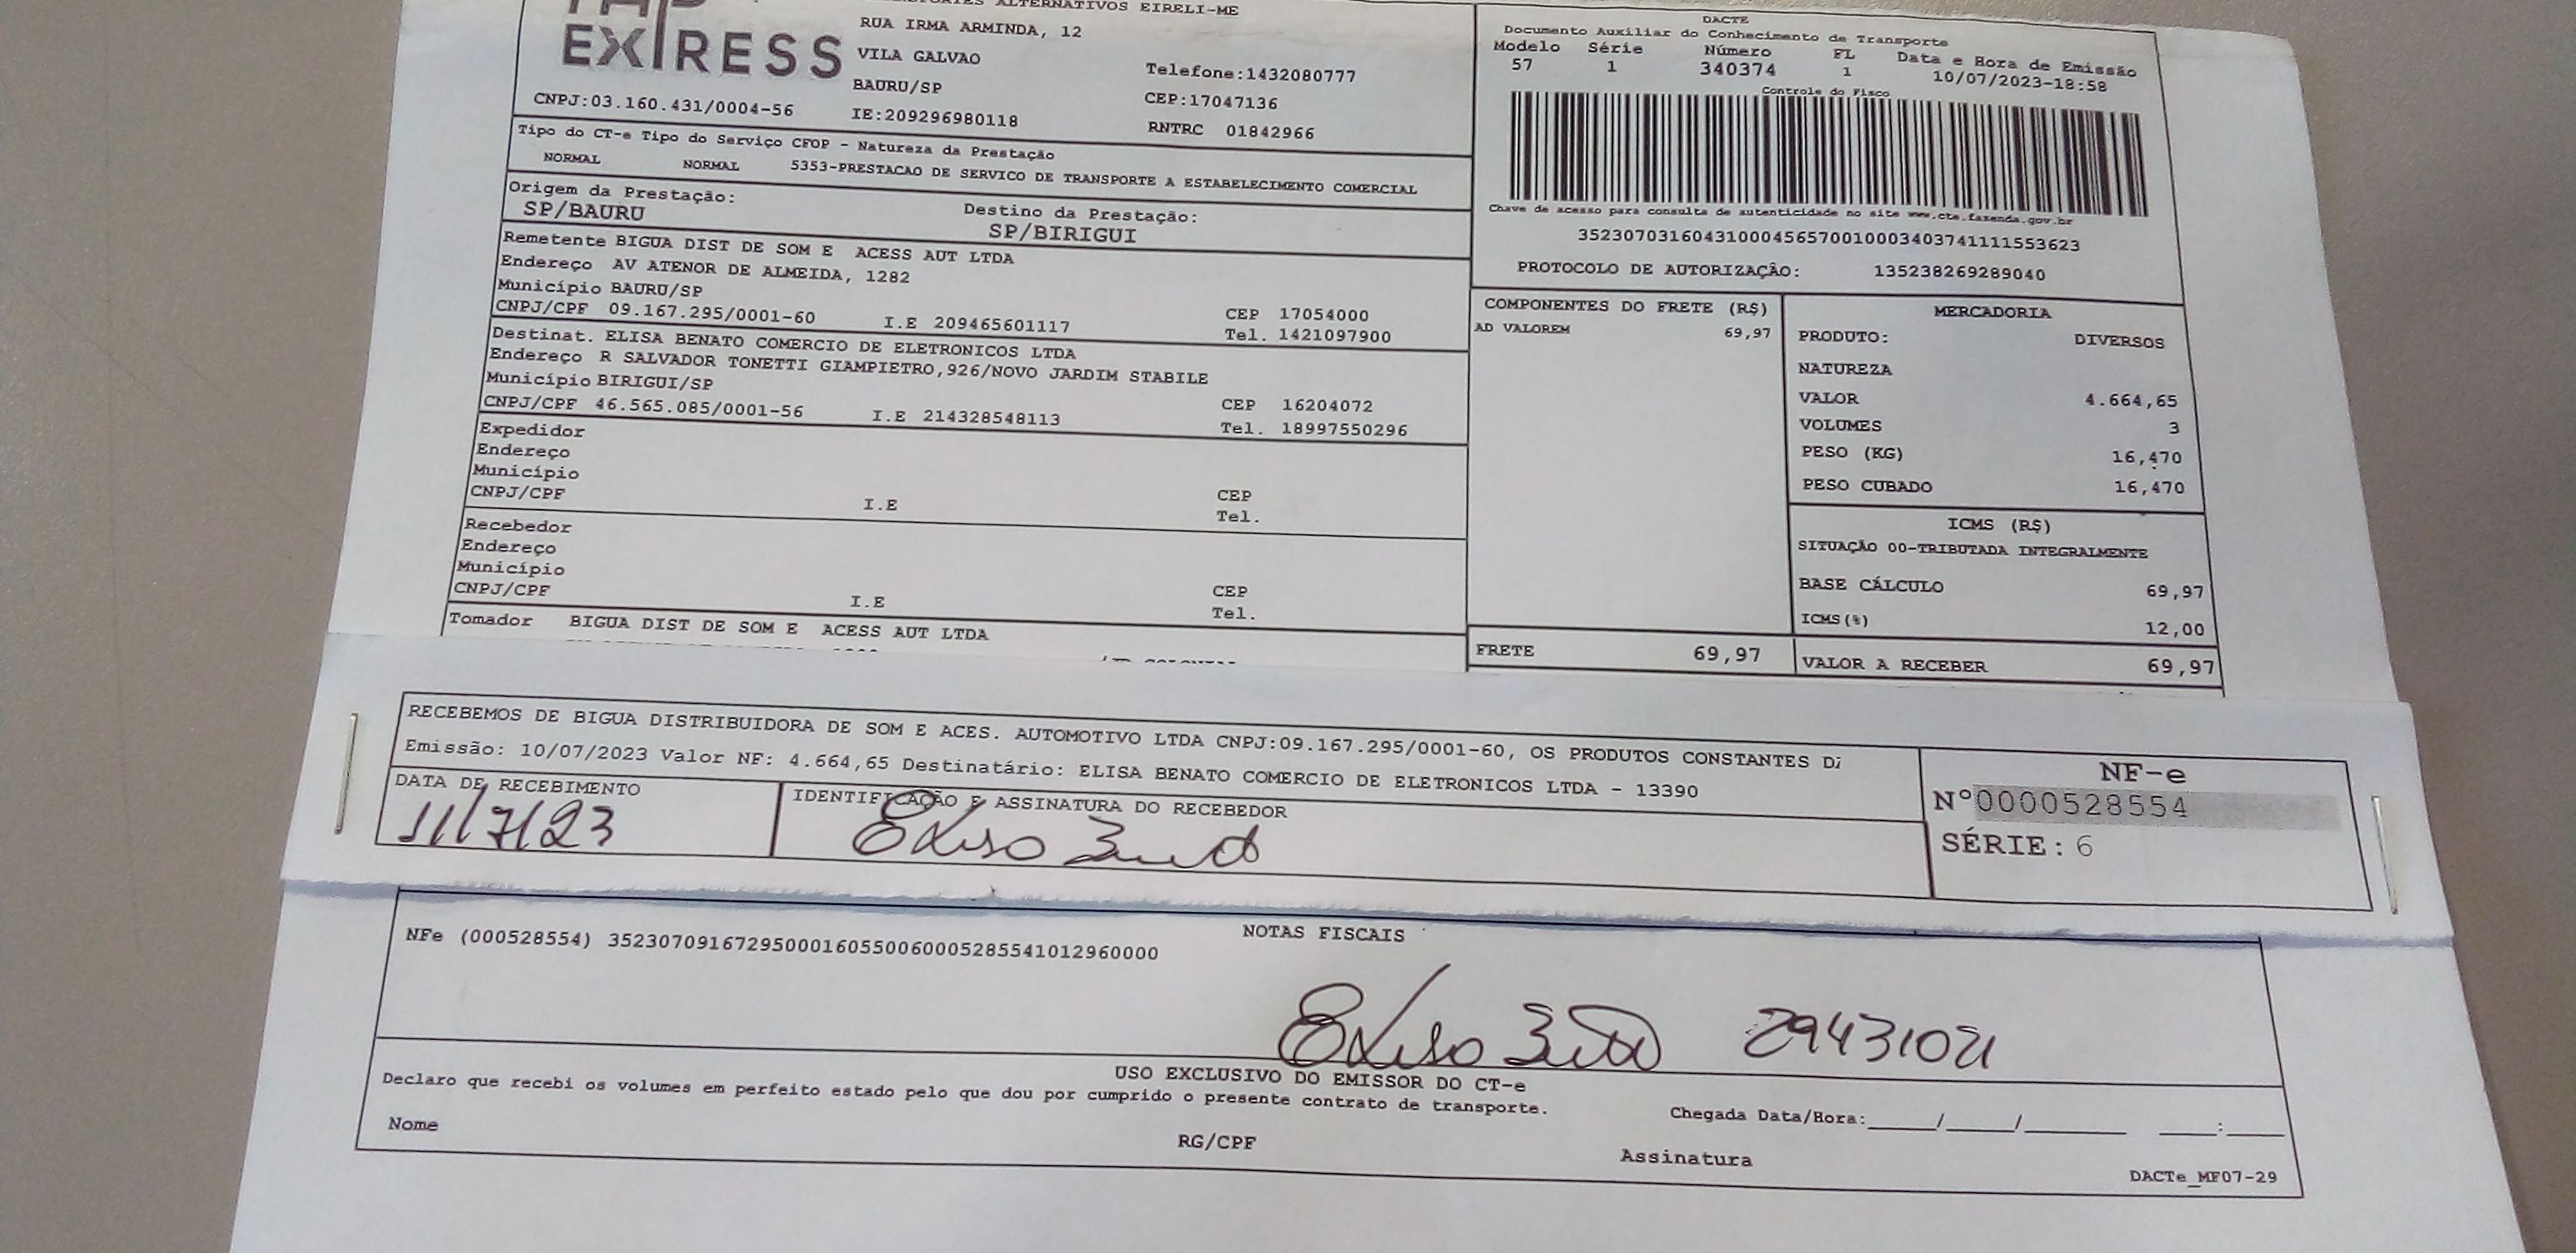 ALTERNATIVOS EIRELI-ME
EXPRESS
RUA IRMA ARMINDA, 12
VILA GALVAO
Telefone:1432080777
BAURU/SP
CEP:17047136
CNPJ:03.160.431/0004-56
IE:209296980118
RNTRC 01842966
DACTE
Documento Auxiliar do Conhecimento de Transporte
Modelo Série Número FL Data e Hora de Emissão
57 1 340374 1 10/07/2023-18:58
Controle do Fisco
Chave de acesso para consulta de autenticidade no site www.cte.fazenda.gov.br
35230703160431000456570010003403741111553623
PROTOCOLO DE AUTORIZAÇÃO: 135238269289040
Tipo do CT-e Tipo do Serviço CFOP - Natureza da Prestação
NORMAL NORMAL 5353-PRESTACAO DE SERVICO DE TRANSPORTE A ESTABELECIMENTO COMERCIAL
Origem da Prestação: Destino da Prestação:
SP/BAURU SP/BIRIGUI
Remetente BIGUA DIST DE SOM E ACESS AUT LTDA
Endereço AV ATENOR DE ALMEIDA, 1282
Município BAURU/SP CEP 17054000
CNPJ/CPF 09.167.295/0001-60 I.E 209465601117 Tel. 1421097900
Destinat. ELISA BENATO COMERCIO DE ELETRONICOS LTDA
Endereço R SALVADOR TONETTI GIAMPIETRO,926/NOVO JARDIM STABILE
Município BIRIGUI/SP CEP 16204072
CNPJ/CPF 46.565.085/0001-56 I.E 214328548113 Tel. 18997550296
Expedidor
Endereço
Município CEP
CNPJ/CPF I.E Tel.
Recebedor
Endereço
Município CEP
CNPJ/CPF I.E Tel.
Tomador BIGUA DIST DE SOM E ACESS AUT LTDA
COMPONENTES DO FRETE (R$)
AD VALOREM 69,97
FRETE 69,97
MERCADORIA
PRODUTO: DIVERSOS
NATUREZA
VALOR 4.664,65
VOLUMES 3
PESO (KG) 16,470
PESO CUBADO 16,470
ICMS (R$)
SITUAÇÃO 00-TRIBUTADA INTEGRALMENTE
BASE CÁLCULO 69,97
ICMS(%) 12,00
VALOR A RECEBER 69,97
RECEBEMOS DE BIGUA DISTRIBUIDORA DE SOM E ACES. AUTOMOTIVO LTDA CNPJ:09.167.295/0001-60, OS PRODUTOS CONSTANTES
Emissão: 10/07/2023 Valor NF: 4.664,65 Destinatário: ELISA BENATO COMERCIO DE ELETRONICOS LTDA - 13390
DATA DE RECEBIMENTO
11/7/23
IDENTIFICAÇÃO E ASSINATURA DO RECEBEDOR
NF-e
N°0000528554
SÉRIE: 6
NOTAS FISCAIS
NFe (000528554) 35230709167295000160550060005285541012960000
USO EXCLUSIVO DO EMISSOR DO CT-e
Declaro que recebi os volumes em perfeito estado pelo que dou por cumprido o presente contrato de transporte.
Chegada Data/Hora:_____/_____/_______ ____:____
Nome RG/CPF Assinatura
DACTe_MF07-29